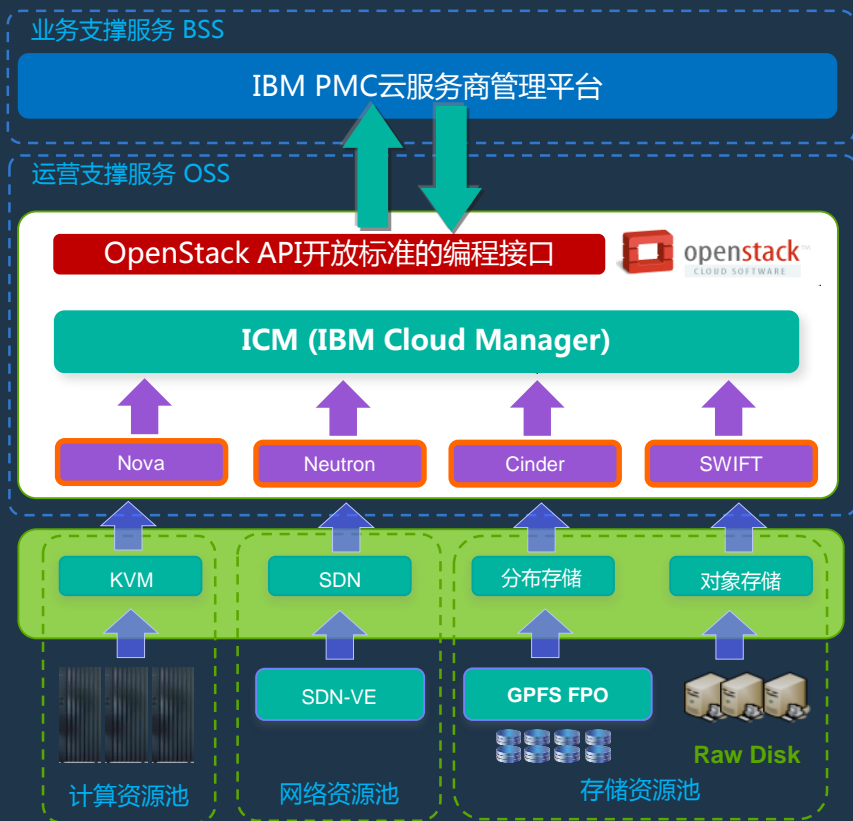 业务支撑服务 BSS
IBM PMC云服务商管理平台
运营支撑服务 OSS
OpenStack API开放标准的编程接口
openstack™
CLOUD SOFTWARE
ICM (IBM Cloud Manager)
Nova
Neutron
Cinder
SWIFT
KVM
SDN
分布存储
对象存储
SDN-VE
GPFS FPO
Raw Disk
计算资源池
网络资源池
存储资源池